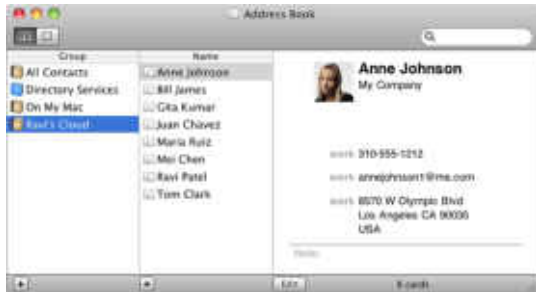 Address Book
Group
Name
All Contacts
Directory Services
On My Mac
Ravi's Cloud
Anne Johnson
Bill James
Gita Kumar
Juan Chavez
Maria Ruiz
Mei Chen
Ravi Patel
Tom Clark
Anne Johnson
My Company
work 310-555-1212
work annejohnson1@me.com
work 8570 W Olympic Blvd
Los Angeles CA 90035
USA
Note:
Edit
8 cards